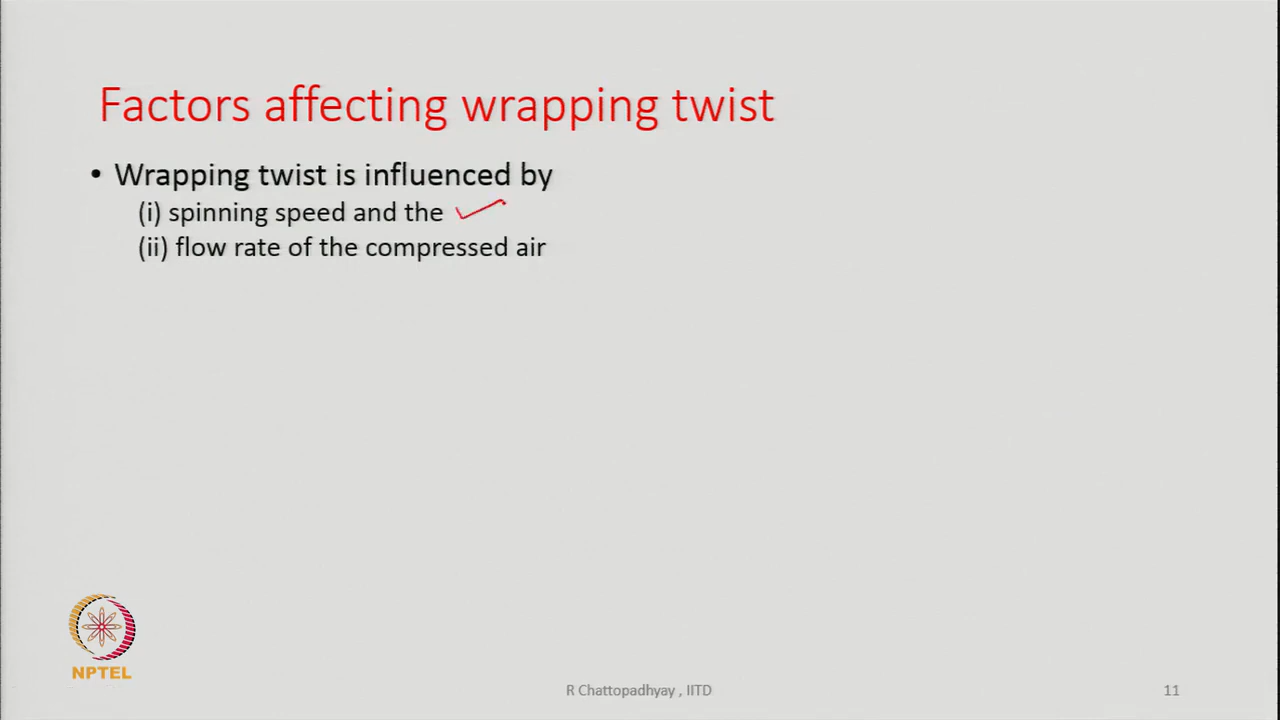 Factors affecting wrapping twist
• Wrapping twist is influenced by
(i) spinning speed and the
(ii) flow rate of the compressed air
NPTEL
R Chattopadhyay , IITD
11